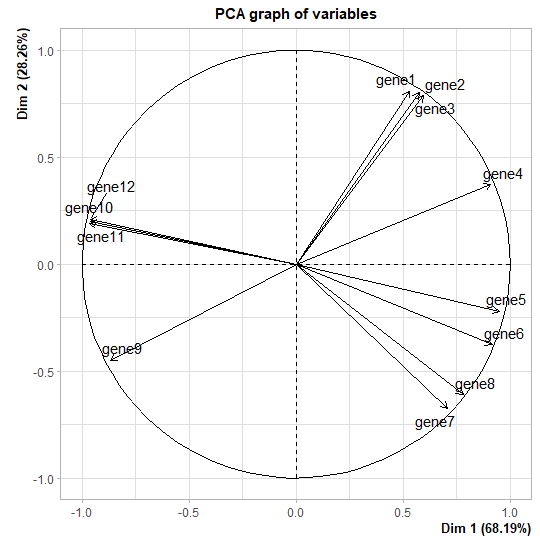 PCA graph of variables
Dim 2 (28.26%)
1.0
0.5
0.0
-0.5
-1.0
gene1
gene2
gene3
gene4
gene12
gene10
gene11
gene5
gene6
gene9
gene8
gene7
-1.0 -0.5 0.0 0.5 1.0
Dim 1 (68.19%)